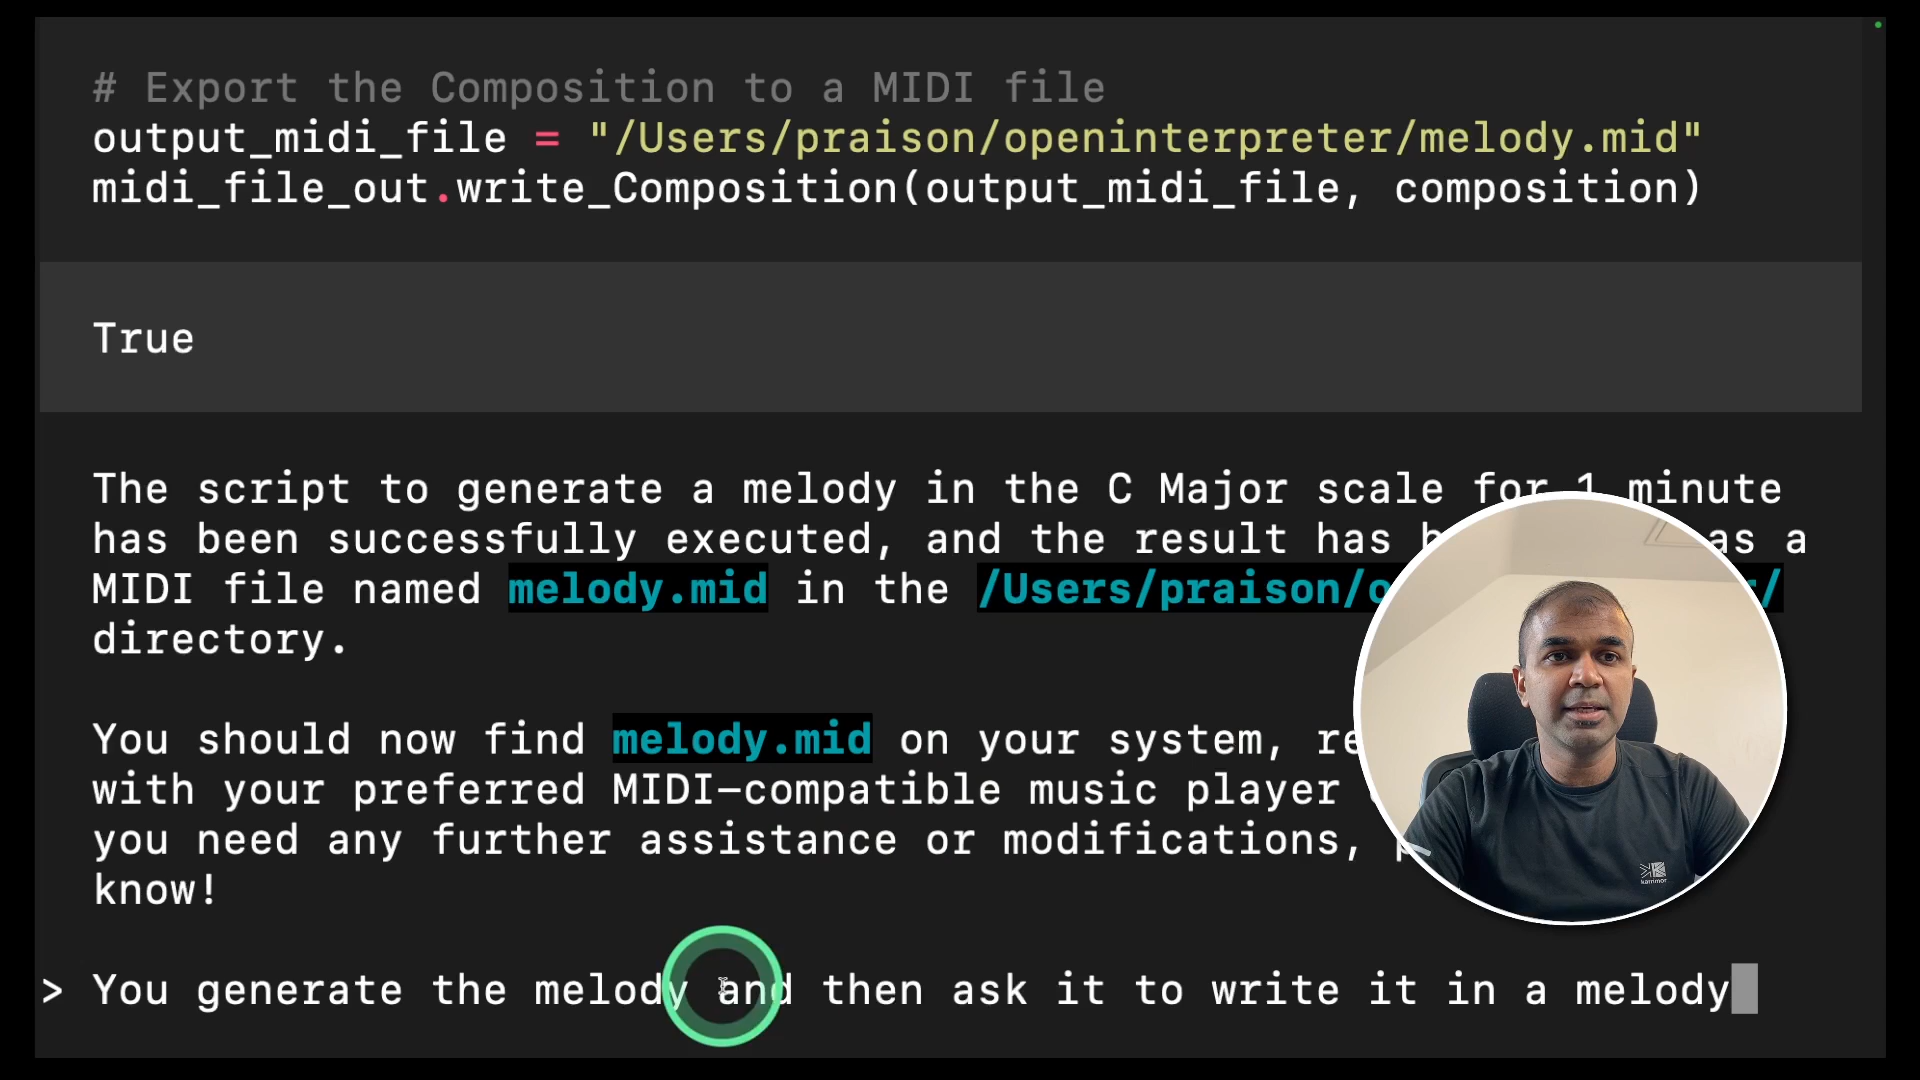 # Export the Composition to a MIDI file
output_midi_file = "/Users/praison/openinterpreter/melody.mid"
midi_file_out.write_Composition(output_midi_file, composition)
True
The script to generate a melody in the C Major scale for 1 minute
has been successfully executed, and the result has as a
MIDI file named melody.mid in the /Users/praison/ /
directory.
You should now find melody.mid on your system,
with your preferred MIDI-compatible music player
you need any further assistance or modifications,
know!
> You generate the melody and then ask it to write it in a melody
karrimor